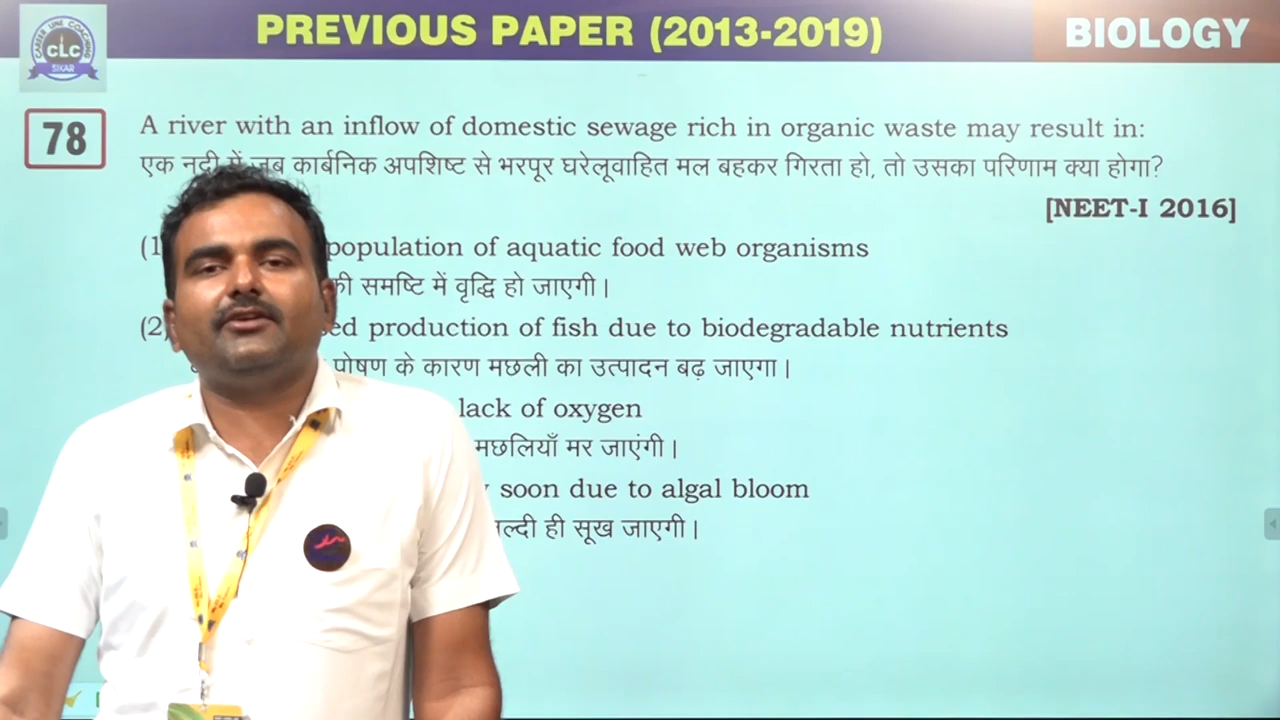 PREVIOUS PAPER (2013-2019)
BIOLOGY
CAREER LINE COACHING
CLC
SIKAR
78
A river with an inflow of domestic sewage rich in organic waste may result in:
एक नदी में जब कार्बनिक अपशिष्ट से भरपूर घरेलूवाहित मल बहकर गिरता हो, तो उसका परिणाम क्या होगा?
[NEET-I 2016]
population of aquatic food web organisms
की समष्टि में वृद्धि हो जाएगी।
(2) production of fish due to biodegradable nutrients
पोषण के कारण मछली का उत्पादन बढ़ जाएगा।
lack of oxygen
मछलियाँ मर जाएंगी।
soon due to algal bloom
ही सूख जाएगी।